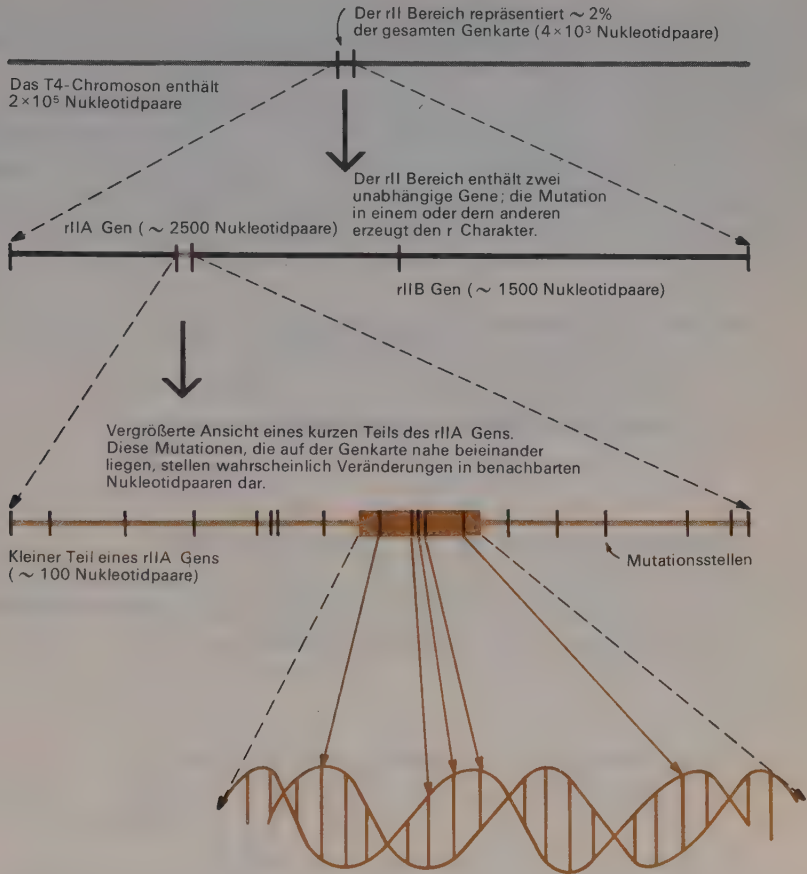 Der rII Bereich repräsentiert ~ 2%
der gesamten Genkarte (4×10³ Nukleotidpaare)
Das T4-Chromoson enthält
2×10⁵ Nukleotidpaare
Der rII Bereich enthält zwei
unabhängige Gene; die Mutation
in einem oder dern anderen
erzeugt den r Charakter.
rIIA Gen (~ 2500 Nukleotidpaare)
rIIB Gen (~ 1500 Nukleotidpaare)
Vergrößerte Ansicht eines kurzen Teils des rIIA Gens.
Diese Mutationen, die auf der Genkarte nahe beieinander
liegen, stellen wahrscheinlich Veränderungen in benachbarten
Nukleotidpaaren dar.
Kleiner Teil eines rIIA Gens
(~ 100 Nukleotidpaare)
Mutationsstellen